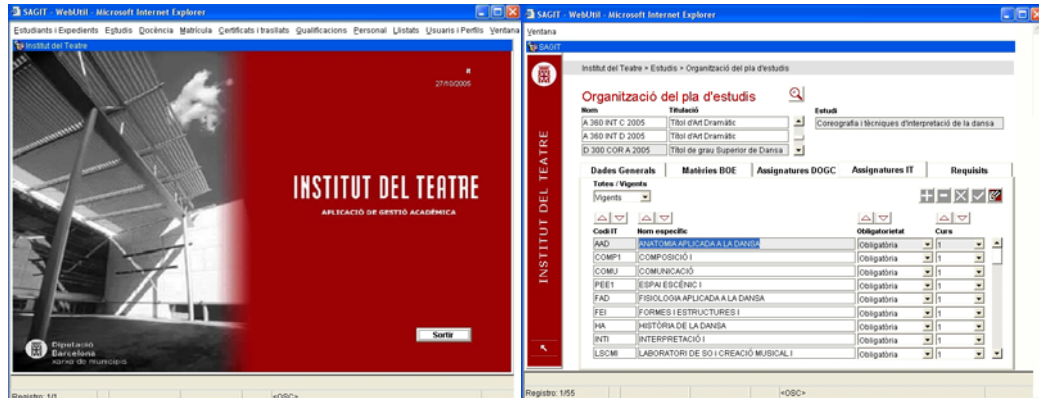 SAGIT - WebUtil - Microsoft Internet Explorer
Estudiants i Expedients Estudis Docència Matrícula Certificats i trasllats Qualificacions Personal Llistats Usuaris i Perfils Ventana
Institut del Teatre
27/10/2005
INSTITUT DEL TEATRE
APLICACIÓ DE GESTIÓ ACADÈMICA
Sortir
Diputació
Barcelona
xarxa de municipis
Registro: 1/1
<OSC>
SAGIT - WebUtil - Microsoft Internet Explorer
Ventana
SAGIT
INSTITUT DEL TEATRE
Institut del Teatre > Estudis > Organització del pla d'estudis
Organització del pla d'estudis
Nom Titulació Estudi
A 360 INT C 2005 Títol d'Art Dramàtic Coreografia i tècniques d'interpretació de la dansa
A 360 INT D 2005 Títol d'Art Dramàtic
D 300 COR A 2005 Títol de grau Superior de Dansa
Dades Generals Matèries BOE Assignatures DOGC Assignatures IT Requisits
Totes / Vigents
Vigents
Codi IT Nom específic Obligatorietat Curs
AAD ANATOMIA APLICADA A LA DANSA Obligatòria 1
COMP1 COMPOSICIÓ I Obligatòria 1
COMU COMUNICACIÓ Obligatòria 1
PEE1 ESPAI ESCÈNIC I Obligatòria 1
FAD FISIOLOGIA APLICADA A LA DANSA Obligatòria 1
FEI FORMES I ESTRUCTURES I Obligatòria 1
HA HISTÒRIA DE LA DANSA Obligatòria 1
INTI INTERPRETACIÓ I Obligatòria 1
LSCMI LABORATORI DE SO I CREACIÓ MUSICAL I Obligatòria 1
Registro: 1/55
<OSC>